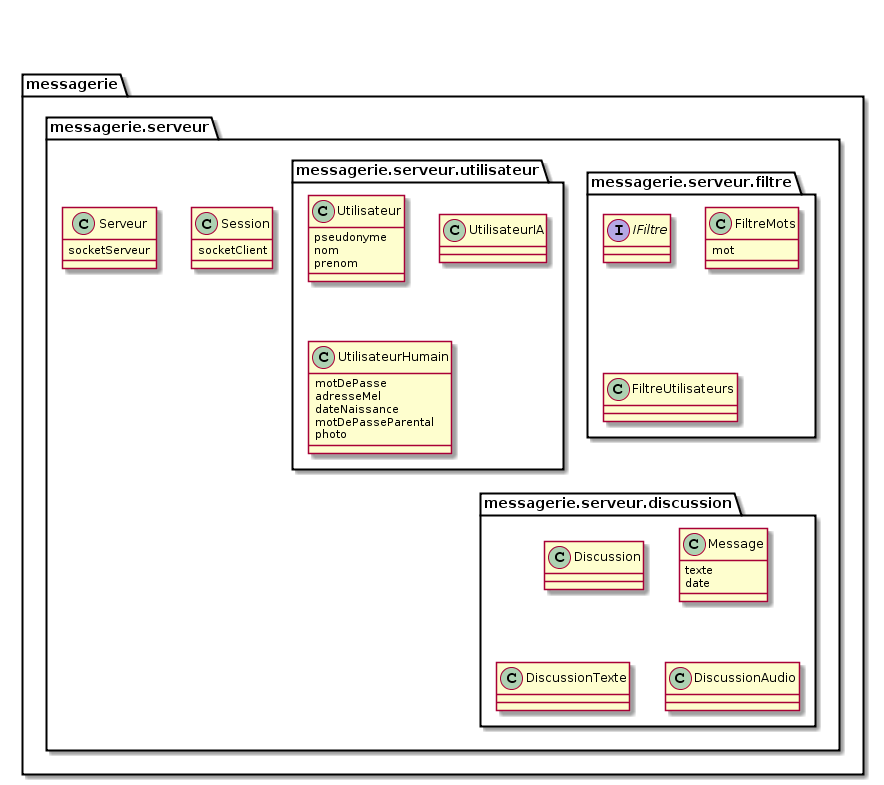 messagerie
messagerie.serveur
messagerie.serveur.utilisateur
messagerie.serveur.filtre
C Serveur
socketServeur
C Session
socketClient
C Utilisateur
pseudonyme
nom
prenom
C UtilisateurIA
C UtilisateurHumain
motDePasse
adresseMel
dateNaissance
motDePasseParental
photo
I IFiltre
C FiltreMots
mot
C FiltreUtilisateurs
messagerie.serveur.discussion
C Discussion
C Message
texte
date
C DiscussionTexte
C DiscussionAudio